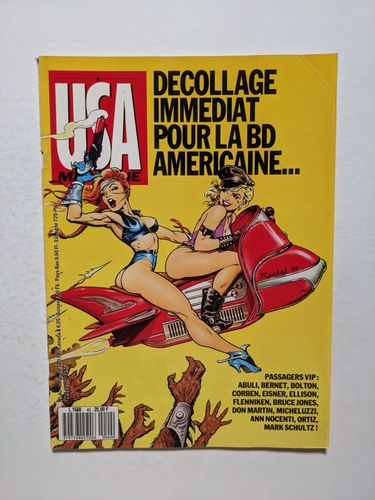 USA
DECOLLAGE
IMMEDIAT
POUR LA BD
AMERICAINE...
PASSAGERS VIP :
ABULI, BERNET, BOLTON,
CORBEN, EISNER, ELLISON,
FLENNIKEN, BRUCE JONES,
DON MARTIN, MICHELUZZI,
ANN NOCENTI, ORTIZ,
MARK SCHULTZ !